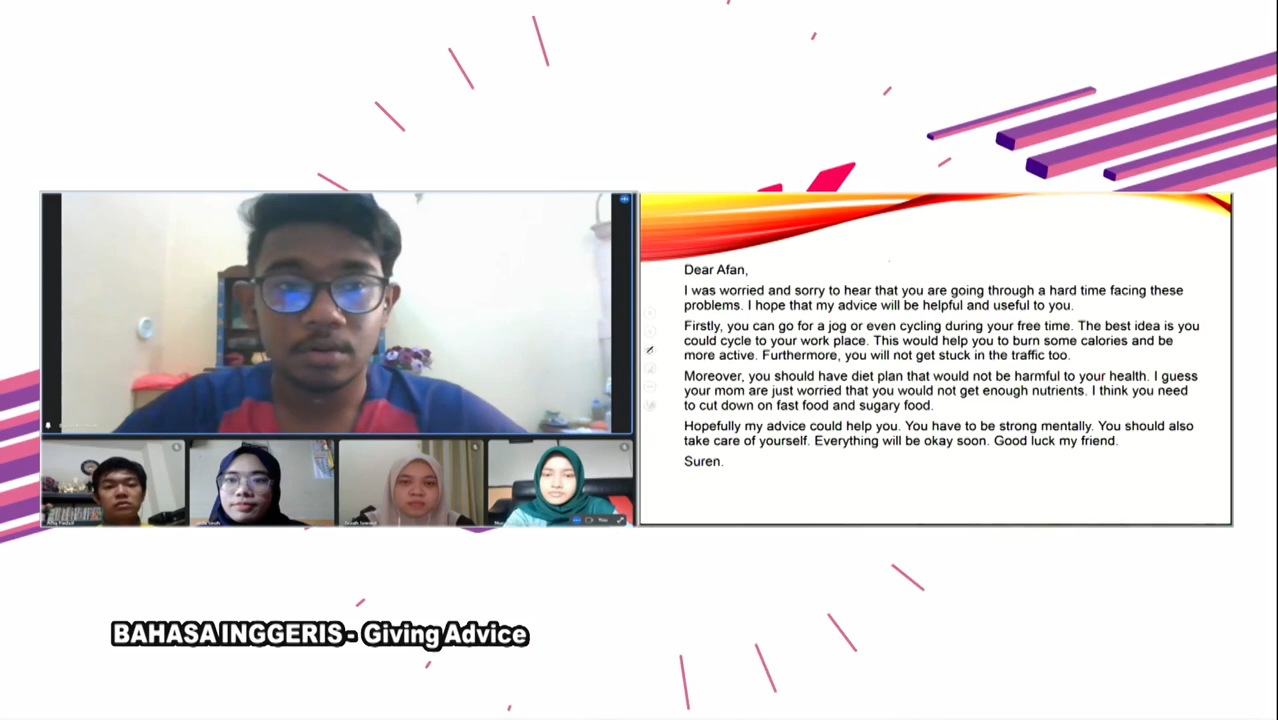 Dear Afan,
I was worried and sorry to hear that you are going through a hard time facing these
problems. I hope that my advice will be helpful and useful to you.
Firstly, you can go for a jog or even cycling during your free time. The best idea is you
could cycle to your work place. This would help you to burn some calories and be
more active. Furthermore, you will not get stuck in the traffic too.
Moreover, you should have diet plan that would not be harmful to your health. I guess
your mom are just worried that you would not get enough nutrients. I think you need
to cut down on fast food and sugary food.
Hopefully my advice could help you. You have to be strong mentally. You should also
take care of yourself. Everything will be okay soon. Good luck my friend.
Suren.
You
BAHASA INGGERIS - Giving Advice